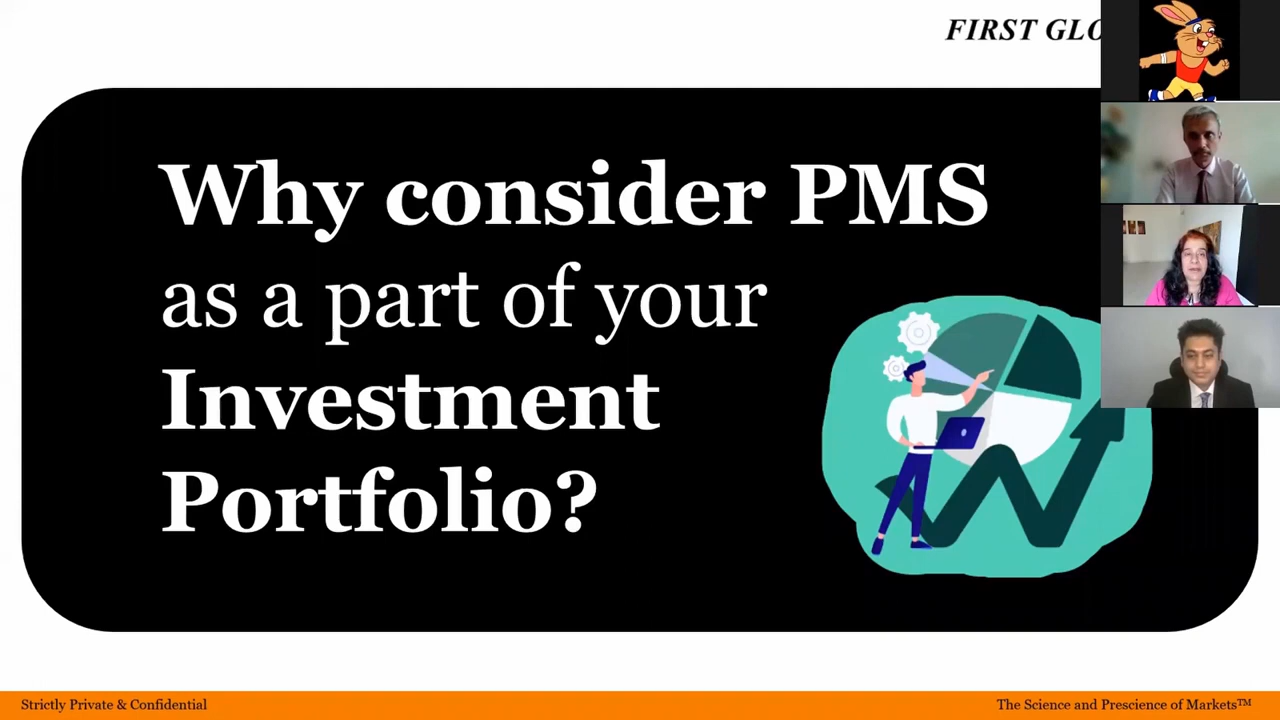 FIRST GLO
Why consider PMS
as a part of your
Investment
Portfolio?
Strictly Private & Confidential
The Science and Prescience of Markets™